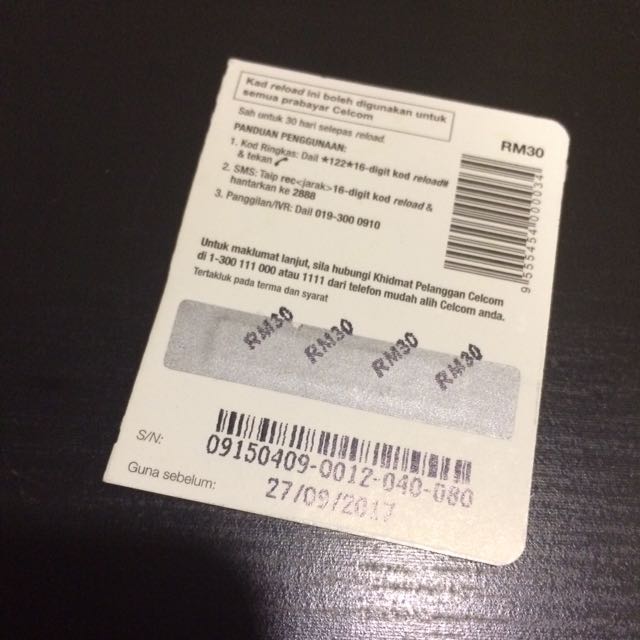 Kad reload ini boleh digunakan untuk
semua prabayar Celcom
Sah untuk 30 hari selepas reload.
RM30
PANDUAN PENGGUNAAN:
1. Kod Ringkas: Dail *122*16-digit kod reload#
& tekan
2. SMS: Taip rec<jarak>16-digit kod reload &
hantarkan ke 2888
3. Panggilan/IVR: Dail 019-300 0910
9 555454 000034
Untuk maklumat lanjut, sila hubungi Khidmat Pelanggan Celcom
di 1-300 111 000 atau 1111 dari telefon mudah alih Celcom anda.
Tertakluk pada terma dan syarat
RM30 RM30 RM30 RM30
S/N: 09150409-0012-040-080
Guna sebelum: 27/09/2017